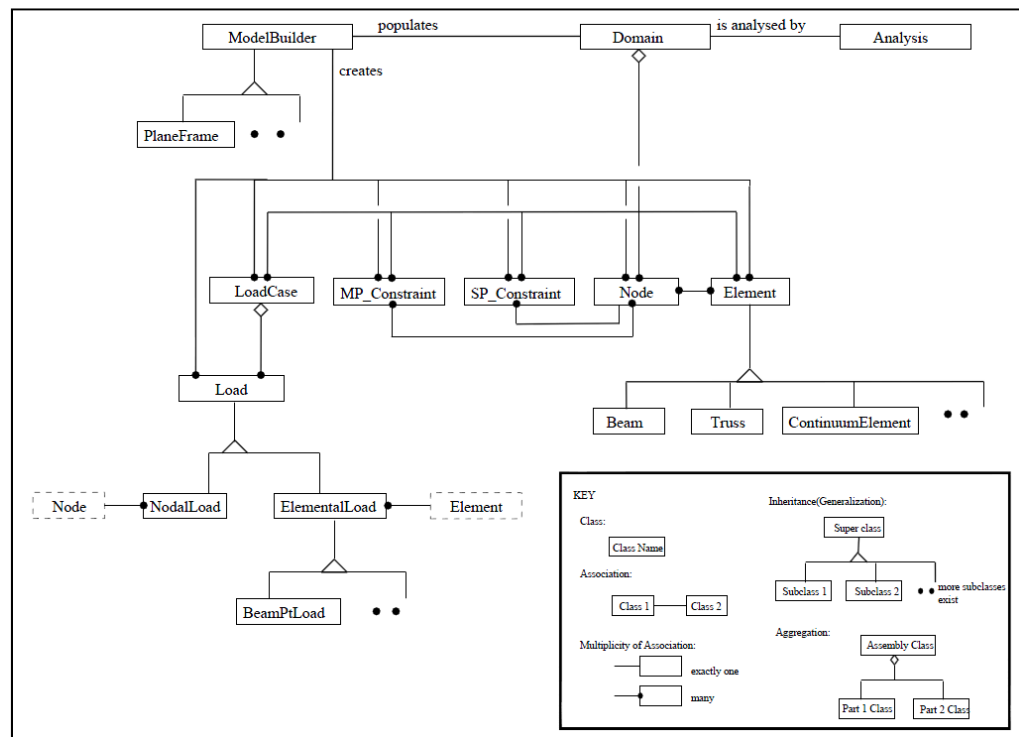 ModelBuilder
populates
Domain
is analysed by
Analysis
creates
PlaneFrame
LoadCase
MP_Constraint
SP_Constraint
Node
Element
Load
Beam
Truss
ContinuumElement
Node
NodalLoad
ElementalLoad
Element
BeamPtLoad
KEY
Class:
Class Name
Association:
Class 1
Class 2
Multiplicity of Association:
exactly one
many
Inheritance(Generalization):
Super class
Subclass 1
Subclass 2
more subclasses
exist
Aggregation:
Assembly Class
Part 1 Class
Part 2 Class